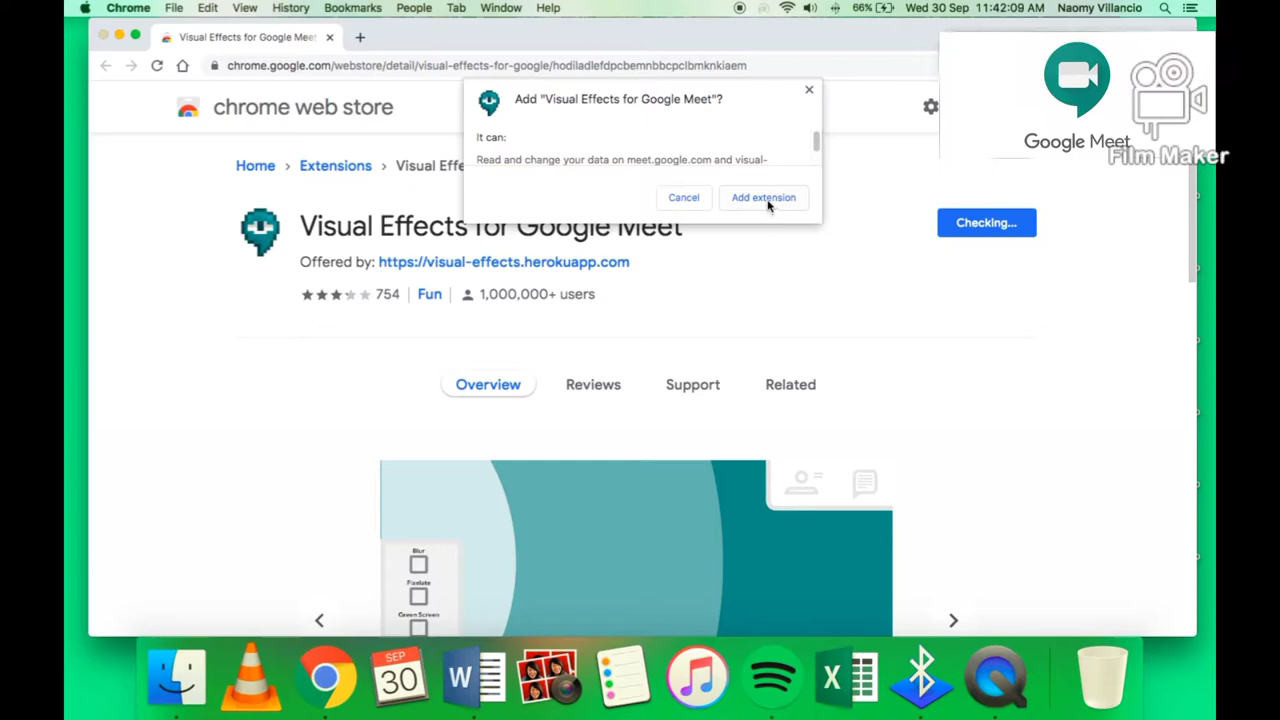 Chrome File Edit View History Bookmarks People Tab Window Help 66% Wed 30 Sep 11:42:09 AM Naomy Villancio
Visual Effects for Google Meet
chrome.google.com/webstore/detail/visual-effects-for-google/hodiladlefdpcbemnbbcpclbmknkiaem
chrome web store
Add "Visual Effects for Google Meet"?
It can:
Read and change your data on meet.google.com and visual-
Cancel Add extension
Google Meet
Film Maker
Home › Extensions › Visual Effe
Visual Effects for Google Meet
Checking...
Offered by: https://visual-effects.herokuapp.com
754 Fun 1,000,000+ users
Overview Reviews Support Related
Blur
Pixelate
Green Screen
SEP
30
W
X